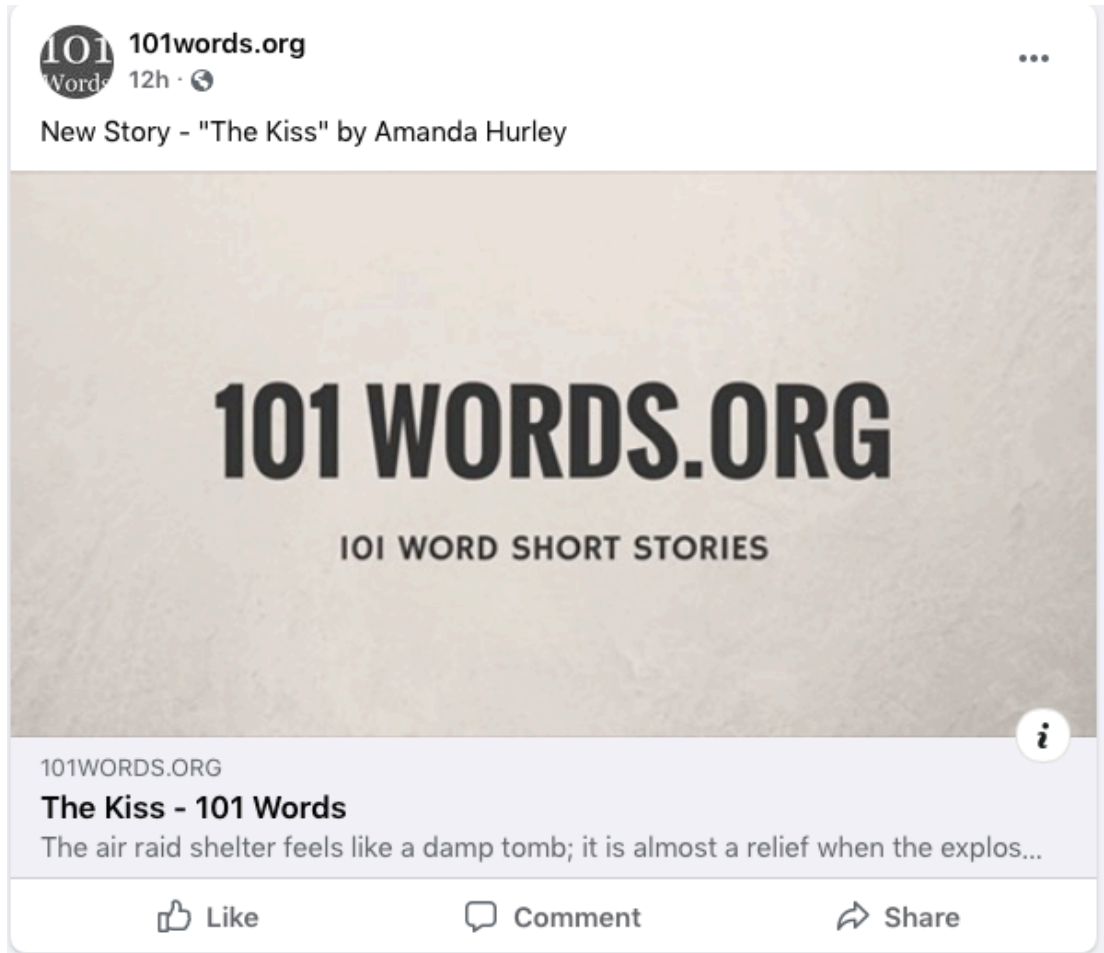 101
Words
101words.org
12h ·
New Story - "The Kiss" by Amanda Hurley
101 WORDS.ORG
101 WORD SHORT STORIES
i
101WORDS.ORG
The Kiss - 101 Words
The air raid shelter feels like a damp tomb; it is almost a relief when the explos...
Like Comment Share